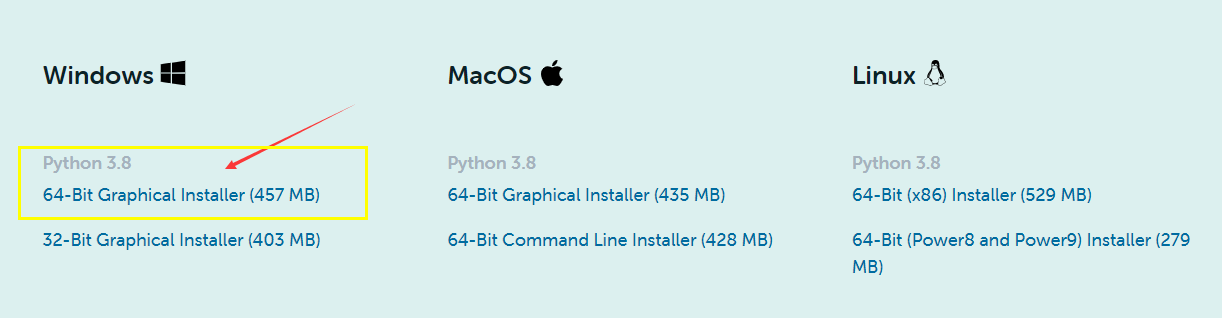 Windows
Python 3.8
64-Bit Graphical Installer (457 MB)
32-Bit Graphical Installer (403 MB)
MacOS
Python 3.8
64-Bit Graphical Installer (435 MB)
64-Bit Command Line Installer (428 MB)
Linux
Python 3.8
64-Bit (x86) Installer (529 MB)
64-Bit (Power8 and Power9) Installer (279
MB)